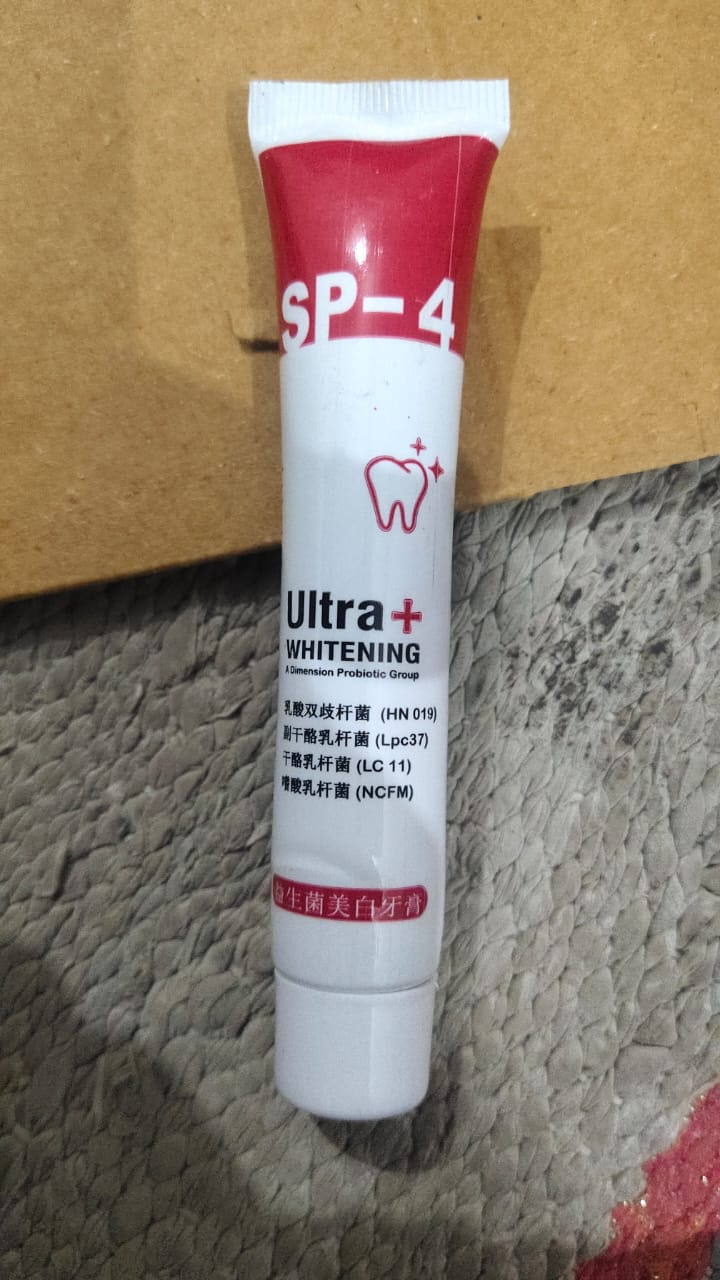 SP-4
Ultra+
WHITENING
A Dimension Probiotic Group
乳酸双歧杆菌 (HN 019)
副干酪乳杆菌 (Lpc37)
干酪乳杆菌 (LC 11)
嗜酸乳杆菌 (NCFM)
益生菌美白牙膏